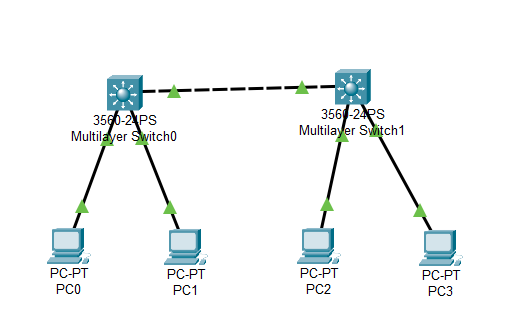 3560-24PS
Multilayer Switch0
3560-24PS
Multilayer Switch1
PC-PT
PC0
PC-PT
PC1
PC-PT
PC2
PC-PT
PC3